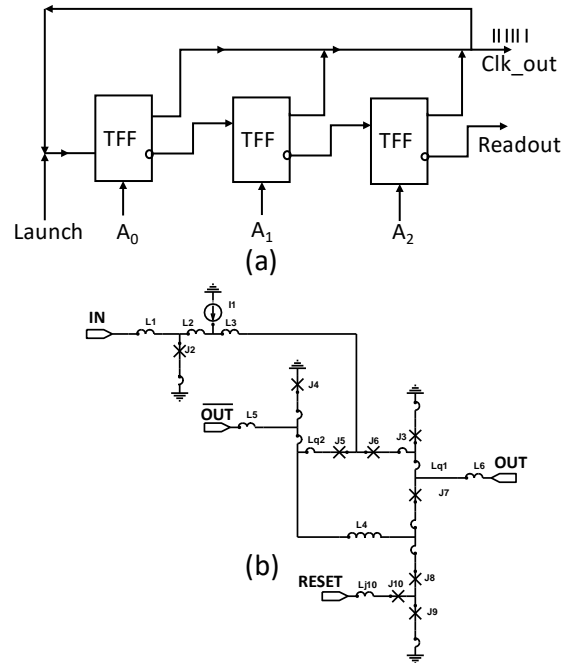 Clk_out
TFF TFF TFF
Readout
Launch A0 A1 A2
(a)
I1
IN L1 L2 L3
J2
J4
OUT L5
Lq2 J5 J6 J3
Lq1 L6 OUT
J7
L4
(b)
J8
RESET Lj10 J10
J9